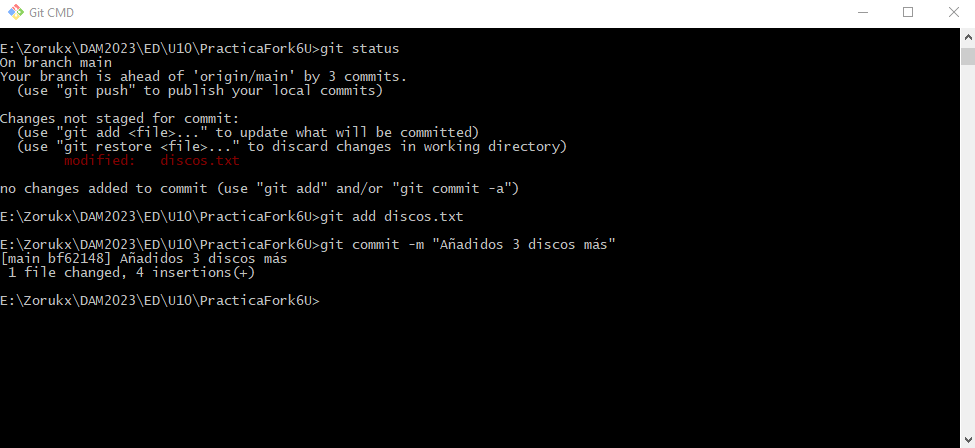 Git CMD
E:\Zorukx\DAM2023\ED\U10\PracticaFork6U>git status
On branch main
Your branch is ahead of 'origin/main' by 3 commits.
  (use "git push" to publish your local commits)
Changes not staged for commit:
  (use "git add <file>..." to update what will be committed)
  (use "git restore <file>..." to discard changes in working directory)
        modified:   discos.txt
no changes added to commit (use "git add" and/or "git commit -a")
E:\Zorukx\DAM2023\ED\U10\PracticaFork6U>git add discos.txt
E:\Zorukx\DAM2023\ED\U10\PracticaFork6U>git commit -m "Añadidos 3 discos más"
[main bf62148] Añadidos 3 discos más
 1 file changed, 4 insertions(+)
E:\Zorukx\DAM2023\ED\U10\PracticaFork6U>